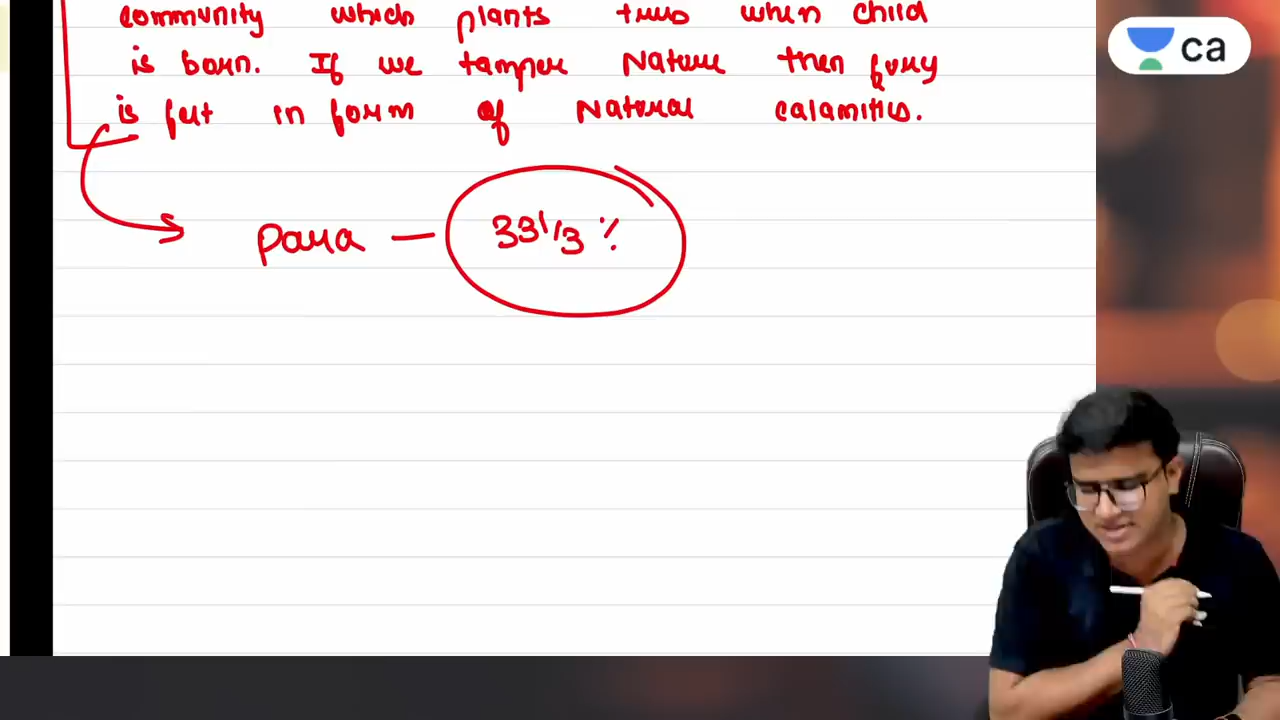 community which plants trees when child
is born. If we tamper Nature then fury
is felt in form of Natural calamities.
Para - 33 1/3 %
ca